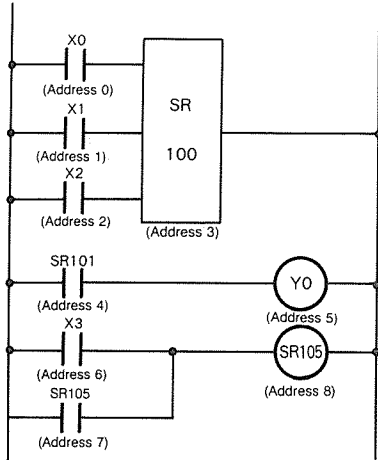 X0
(Address 0)
X1
(Address 1)
X2
(Address 2)
SR
100
(Address 3)
SR101
(Address 4)
Y0
(Address 5)
X3
(Address 6)
SR105
(Address 7)
SR105
(Address 8)